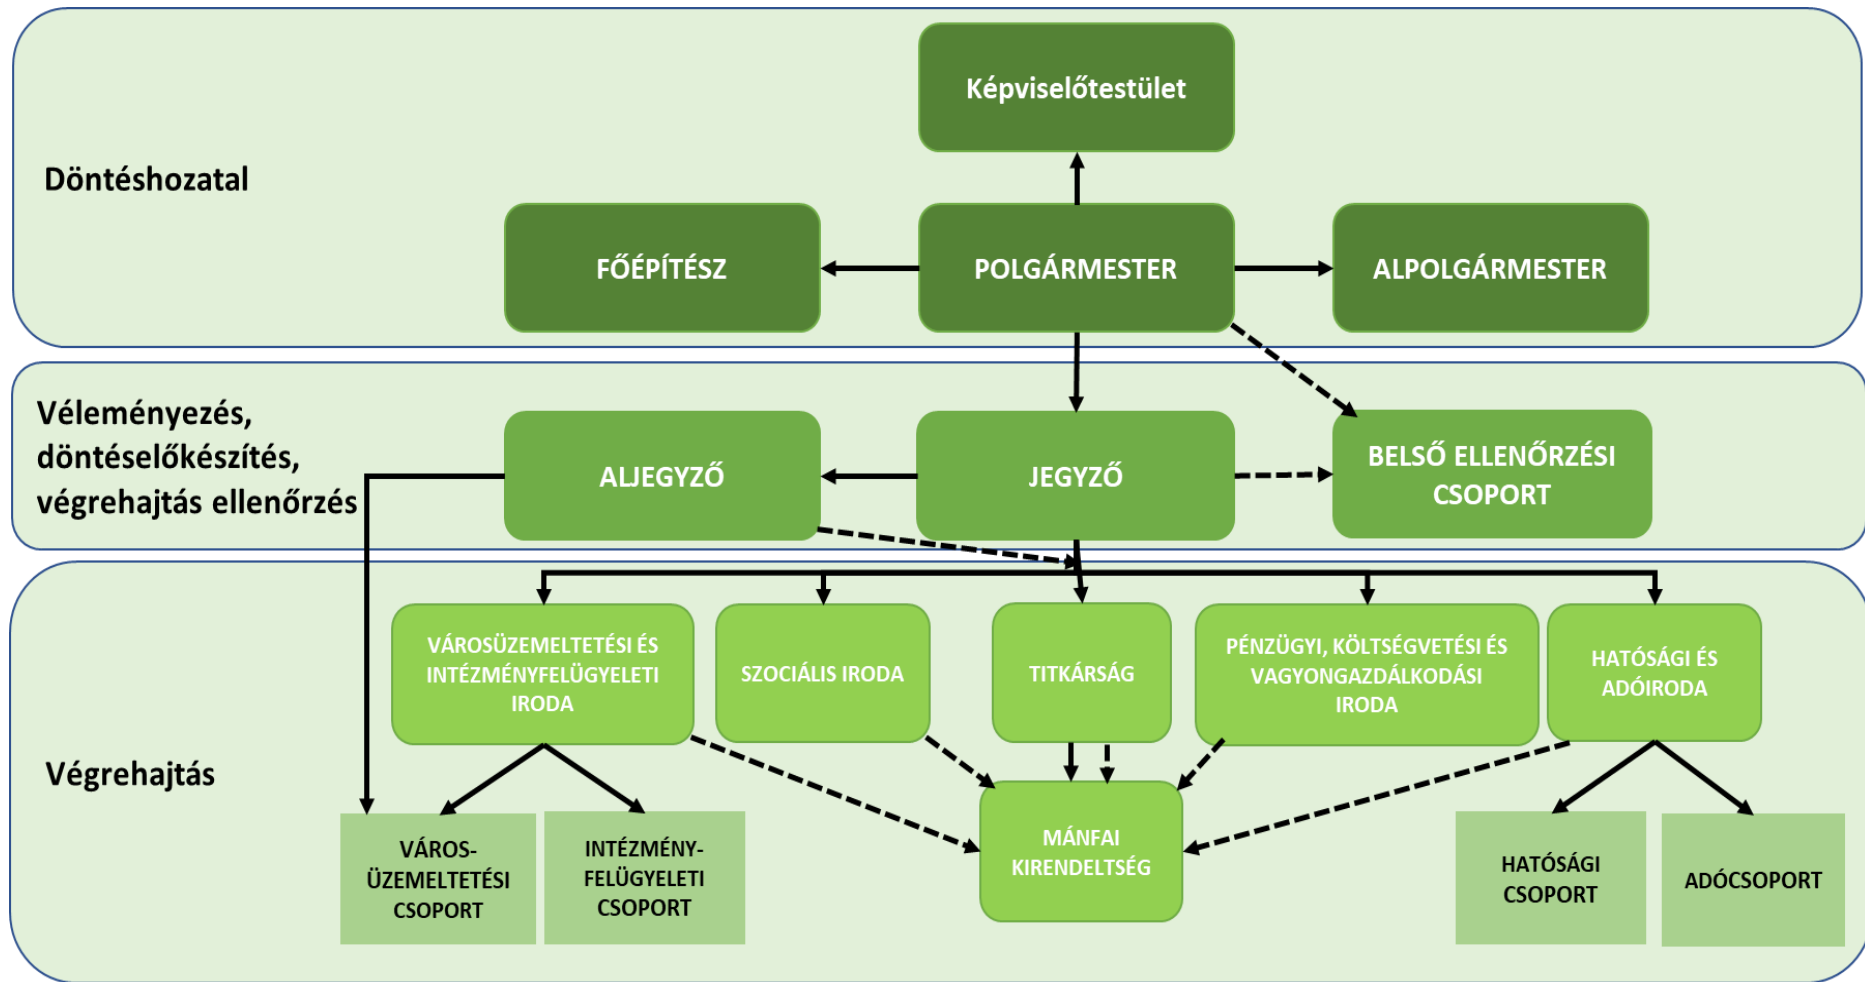 Döntéshozatal
Képviselőtestület
FŐÉPÍTÉSZ
POLGÁRMESTER
ALPOLGÁRMESTER
Véleményezés,
döntéselőkészítés,
végrehajtás ellenőrzés
ALJEGYZŐ
JEGYZŐ
BELSŐ ELLENŐRZÉSI
CSOPORT
Végrehajtás
VÁROSÜZEMELTETÉSI ÉS
INTÉZMÉNYFELÜGYELETI
IRODA
SZOCIÁLIS IRODA
TITKÁRSÁG
PÉNZÜGYI, KÖLTSÉGVETÉSI ÉS
VAGYONGAZDÁLKODÁSI
IRODA
HATÓSÁGI ÉS
ADÓIRODA
VÁROS-
ÜZEMELTETÉSI
CSOPORT
INTÉZMÉNY-
FELÜGYELETI
CSOPORT
MÁNFAI
KIRENDELTSÉG
HATÓSÁGI
CSOPORT
ADÓCSOPORT